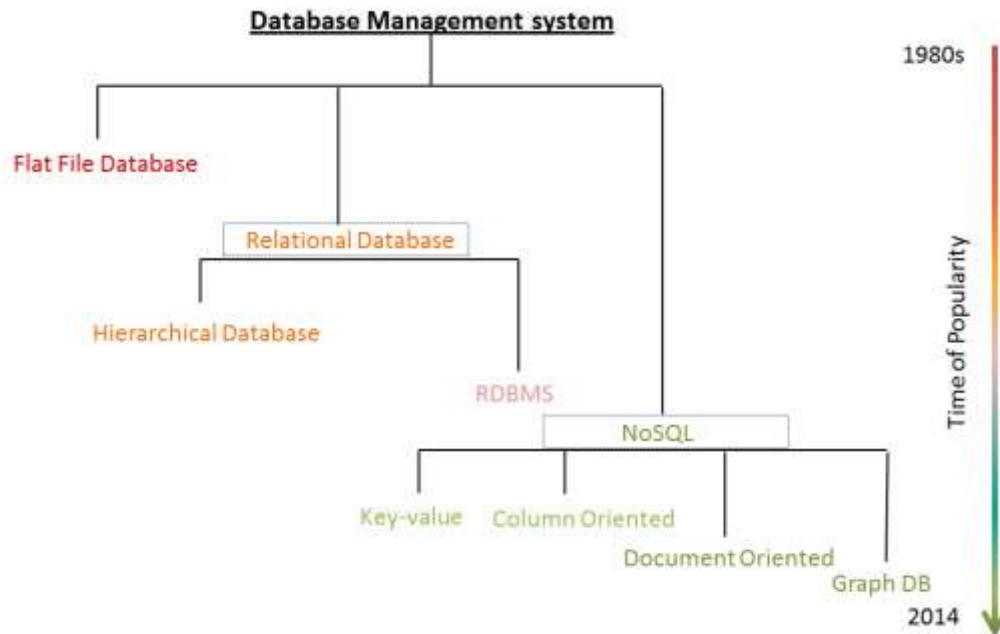 Database Management system
1980s
Flat File Database
Relational Database
Hierarchical Database
Time of Popularity
RDBMS
NoSQL
Key-value
Column Oriented
Document Oriented
Graph DB
2014